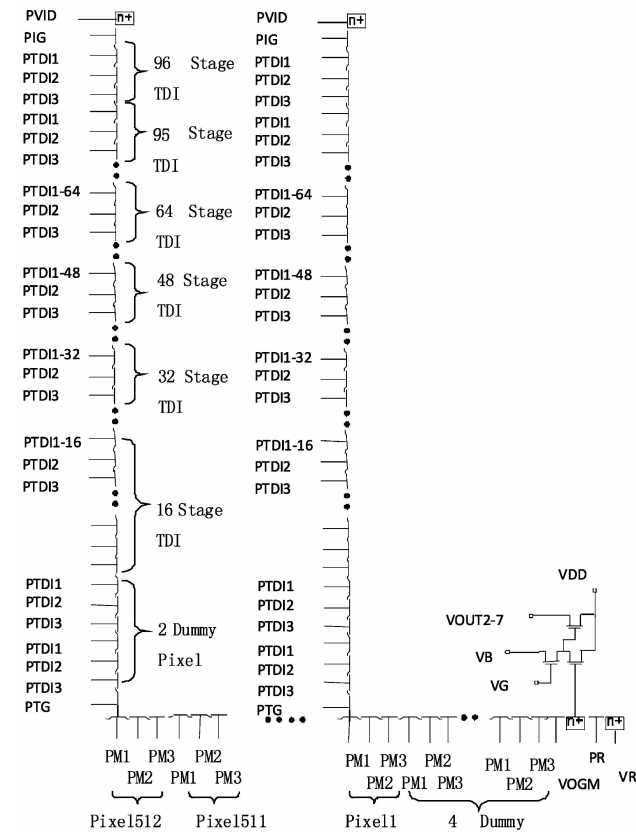 PVID
PIG
PTDI1
PTDI2
PTDI3
PTDI1
PTDI2
PTDI3
96 Stage
TDI
95 Stage
TDI
PTDI1-64
PTDI2
PTDI3
64 Stage
TDI
PTDI1-48
PTDI2
PTDI3
48 Stage
TDI
PTDI1-32
PTDI2
PTDI3
32 Stage
TDI
PTDI1-16
PTDI2
PTDI3
16 Stage
TDI
PTDI1
PTDI2
PTDI3
PTDI1
PTDI2
PTDI3
PTG
2 Dummy
Pixel
n+
PVID
PIG
PTDI1
PTDI2
PTDI3
PTDI1
PTDI2
PTDI3
PTDI1-64
PTDI2
PTDI3
PTDI1-48
PTDI2
PTDI3
PTDI1-32
PTDI2
PTDI3
PTDI1-16
PTDI2
PTDI3
PTDI1
PTDI2
PTDI3
PTDI1
PTDI2
PTDI3
PTG
n+
VDD
VOUT2-7
VB
VG
n+
n+
PR
VOGM
VR
PM1 PM3 PM2
PM2 PM1 PM3
PM1 PM3 PM2
PM2 PM1 PM3
PM1 PM3
PM2
Pixel512 Pixel511 Pixel1 4 Dummy